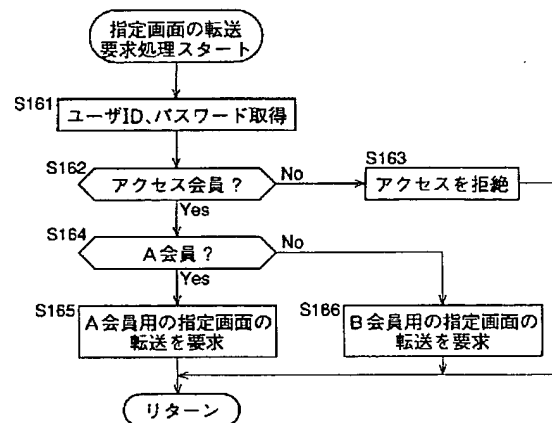 指定画面の転送
要求処理スタート
S161
ユーザID、パスワード取得
S162
アクセス会員?
No
S163
アクセスを拒絶
Yes
S164
A会員?
No
Yes
S165
A会員用の指定画面の
転送を要求
S166
B会員用の指定画面の
転送を要求
リターン